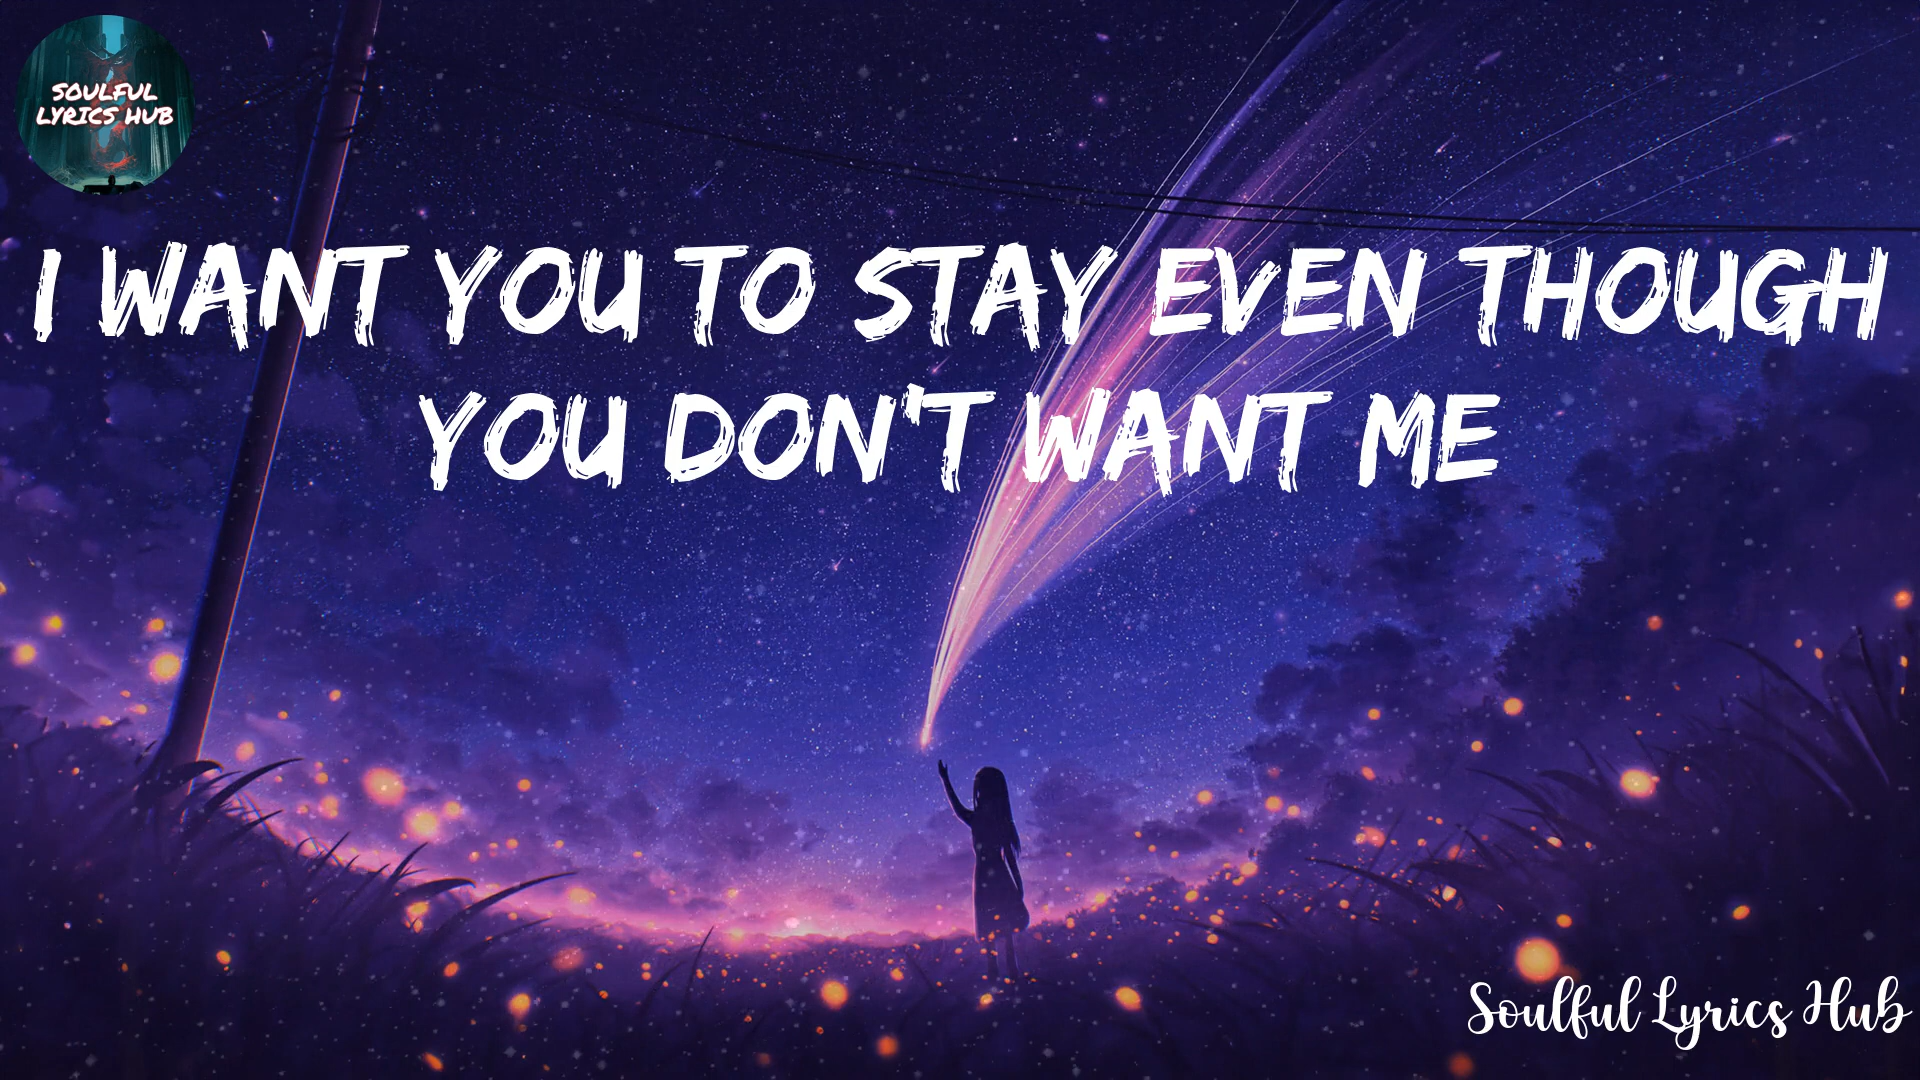 SOULFUL
LYRICS HUB
I WANT YOU TO STAY EVEN THOUGH
YOU DON'T WANT ME
Soulful Lyrics Hub